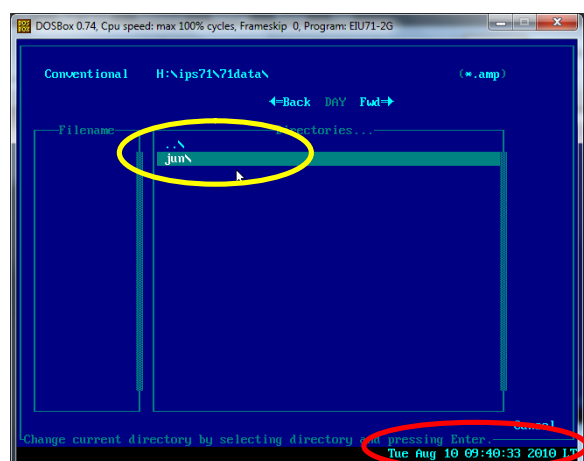 DOSBox 0.74, Cpu speed: max 100% cycles, Frameskip 0, Program: EIU71-2G
Conventional H:\ips71\71data\ (*.amp)
←=Back DAY Fwd=→
Filename Directories...
..\
jun\
Cancel
Change current directory by selecting directory and pressing Enter.
Tue Aug 10 09:40:33 2010 LT